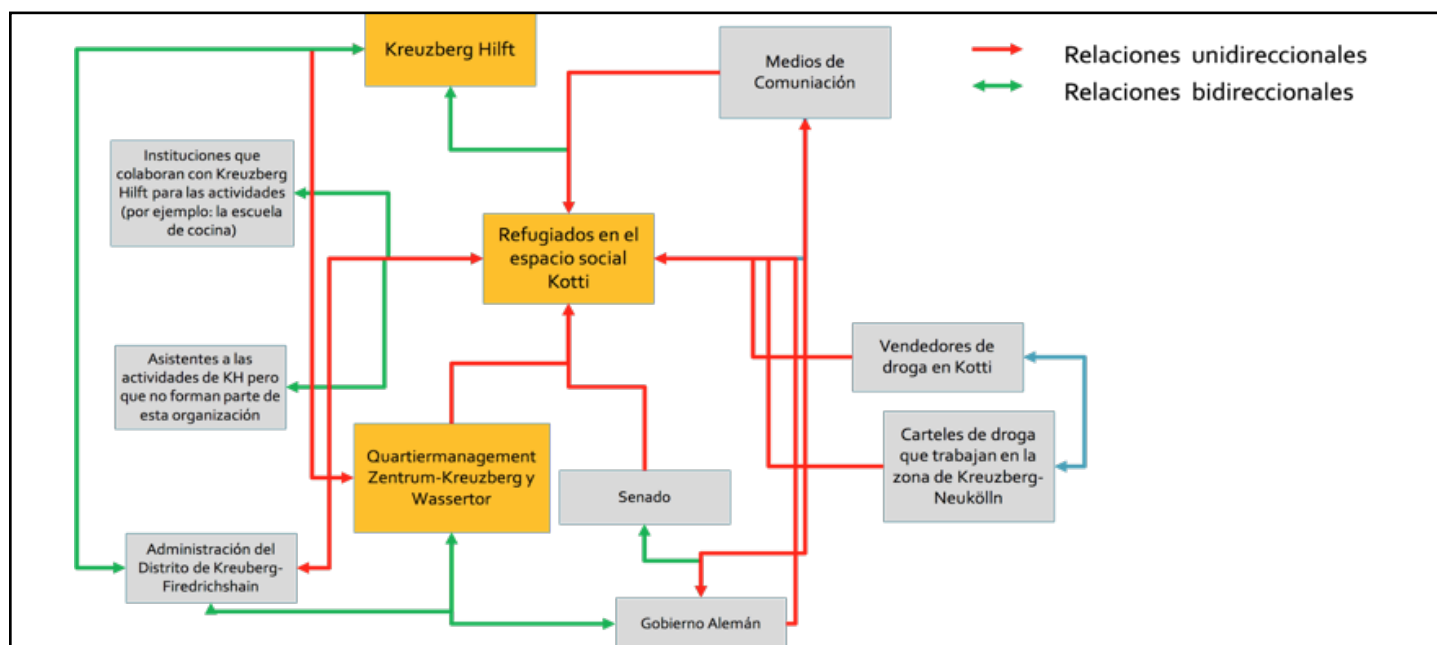 Kreuzberg Hilft
Medios de
Comuniación
Relaciones unidireccionales
Relaciones bidireccionales
Instituciones que
colaboran con Kreuzberg
Hilft para las actividades
(por ejemplo: la escuela
de cocina)
Refugiados en el
espacio social
Kotti
Vendedores de
droga en Kotti
Asistentes a las
actividades de KH pero
que no forman parte de
esta organización
Carteles de droga
que trabajan en la
zona de Kreuzberg-
Neukölln
Quartiermanagement
Zentrum-Kreuzberg y
Wassertor
Senado
Administración del
Distrito de Kreuberg-
Firedrichshain
Gobierno Alemán